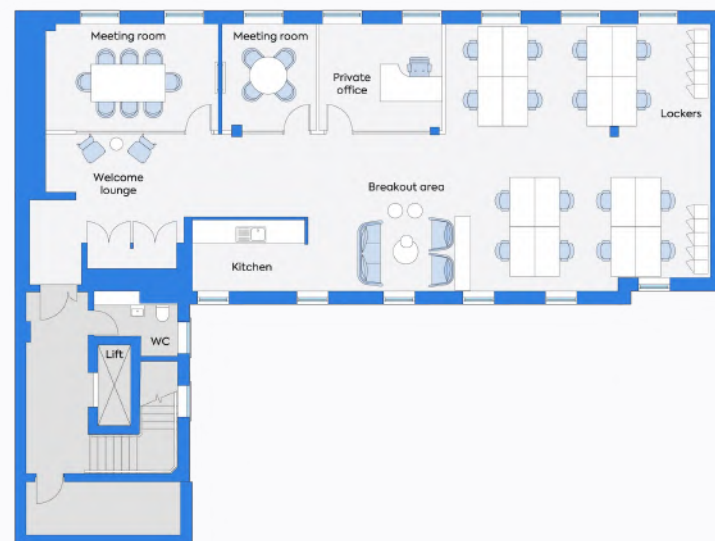 Meeting room
Meeting room
Private
office
Lockers
Welcome
lounge
Breakout area
Kitchen
WC
Lift